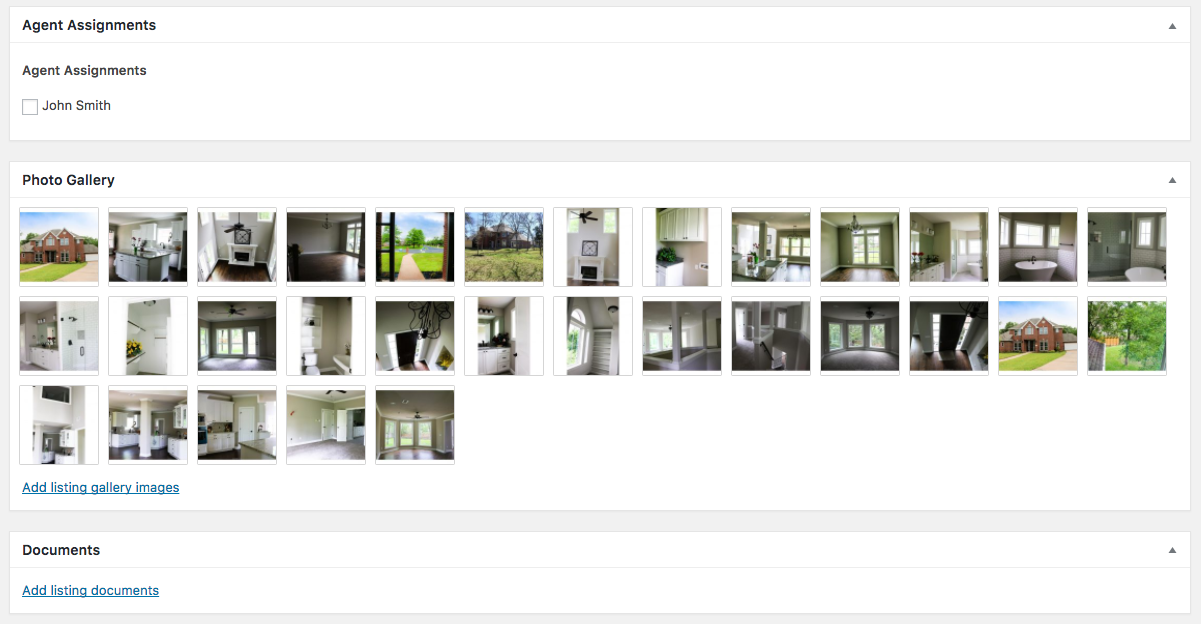 Agent Assignments
Agent Assignments
John Smith
Photo Gallery
Add listing gallery images
Documents
Add listing documents